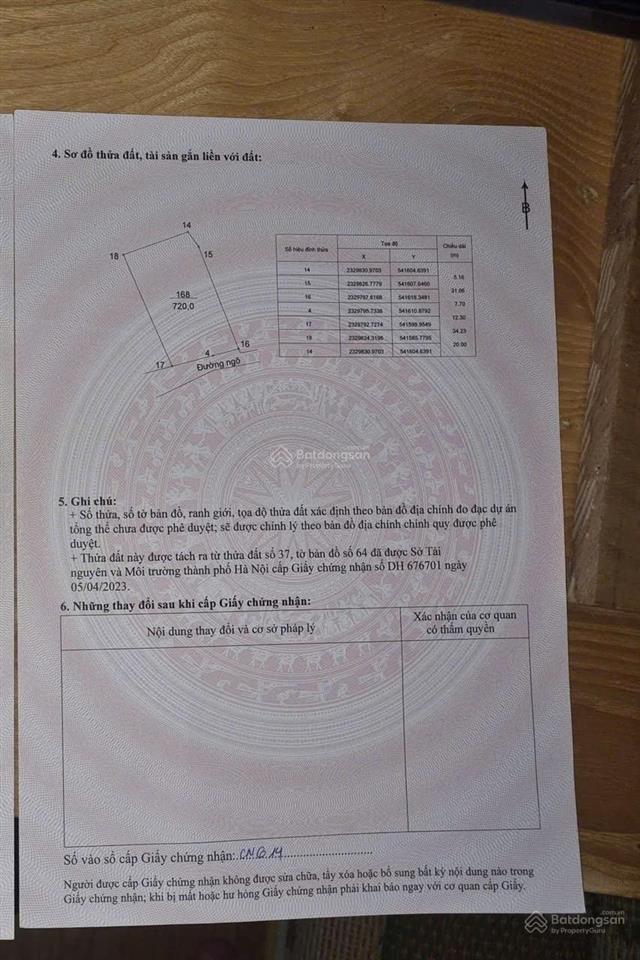 4. Sơ đồ thửa đất, tài sản gắn liền với đất:
B
14
18
15
168
720,0
16
4
17
Đường ngõ
Số hiệu đỉnh thửa Tọa độ Chiều dài (m)
X Y
14 2329830.9703 541604.6391
5.16
15 2329826.7779 541607.6460
31.06
16 2329797.6168 541618.3491
7.70
4 2329795.7336 541610.8792
12.30
17 2329792.7274 541598.9549
34.23
18 2329824.3196 541585.7795
20.00
14 2329830.9703 541604.6391
Batdongsan.com.vn
by PropertyGuru
5. Ghi chú:
+ Số thửa, số tờ bản đồ, ranh giới, tọa độ thửa đất xác định theo bản đồ địa chính đo đạc dự án
tổng thể chưa được phê duyệt; sẽ được chỉnh lý theo bản đồ địa chính chính quy được phê
duyệt.
+ Thửa đất này được tách ra từ thửa đất số 37, tờ bản đồ số 64 đã được Sở Tài
nguyên và Môi trường thành phố Hà Nội cấp Giấy chứng nhận số DH 676701 ngày
05/04/2023.
6. Những thay đổi sau khi cấp Giấy chứng nhận:
Nội dung thay đổi và cơ sở pháp lý
Xác nhận của cơ quan
có thẩm quyền
Số vào sổ cấp Giấy chứng nhận:
Người được cấp Giấy chứng nhận không được sửa chữa, tẩy xóa hoặc bổ sung bất kỳ nội dung nào trong
Giấy chứng nhận; khi bị mất hoặc hư hỏng Giấy chứng nhận phải khai báo ngay với cơ quan cấp Giấy.
Batdongsan.com.vn
by PropertyGuru